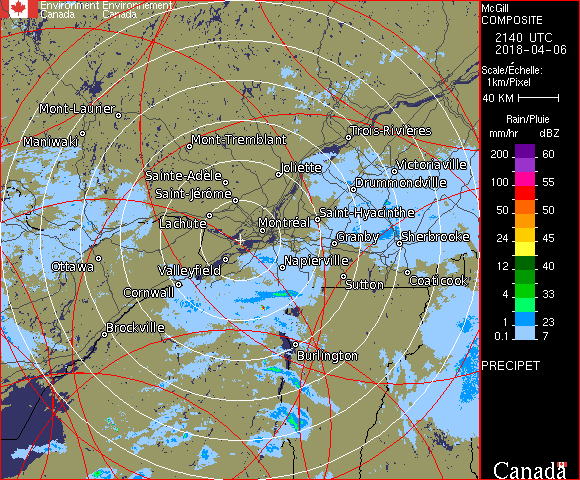 Environment Environnement
Canada Canada
McGill
COMPOSITE
2140 UTC
2018-04-06
Scale/Échelle:
1km/Pixel
40 KM
Rain/Pluie
mm/hr dBZ
200 60
100 55
50 50
24 45
12 40
4 33
1 23
0.1 7
PRECIPET
Canada
Mont-Laurier
Maniwaki
Mont-Tremblant
Trois-Rivières
Sainte-Adèle
Joliette
Victoriaville
Drummondville
Saint-Jérôme
Lachute
Montréal
Saint-Hyacinthe
Granby
Sherbrooke
Ottawa
Valleyfield
Napierville
Cornwall
Sutton
Coaticook
Brockville
Burlington